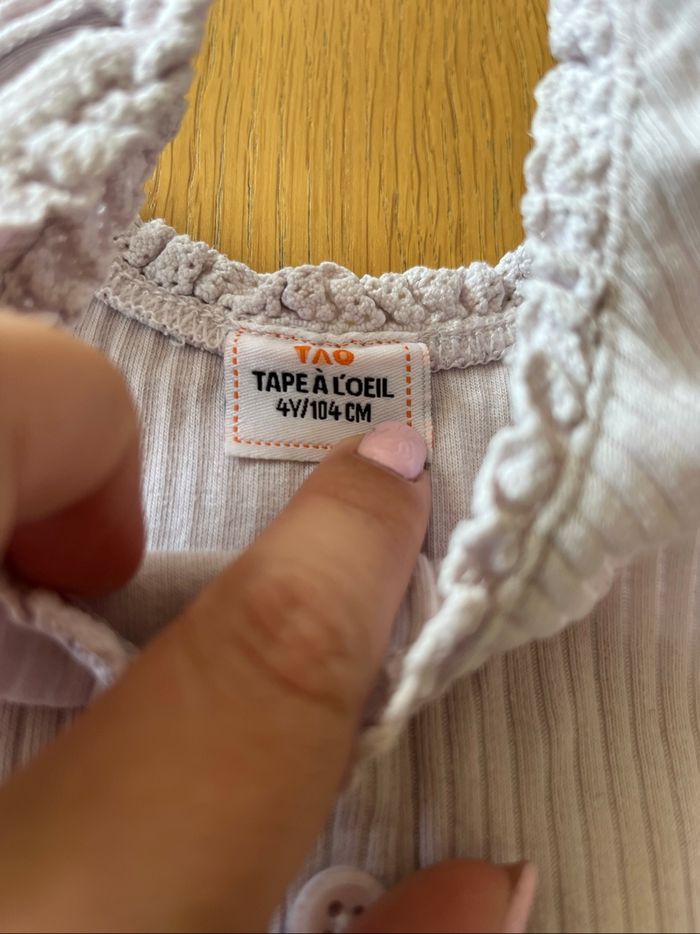 TAO
TAPE À L'OEIL
4Y/104 CM